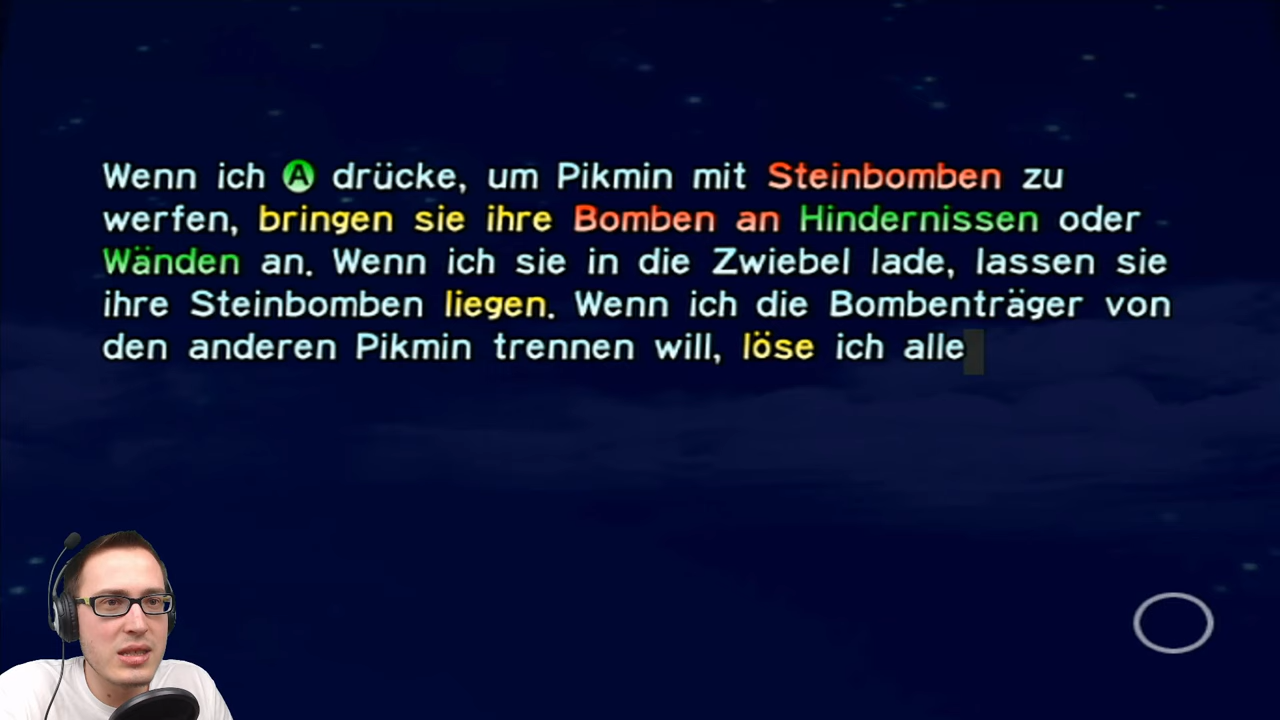 Wenn ich A drücke, um Pikmin mit Steinbomben zu
werfen, bringen sie ihre Bomben an Hindernissen oder
Wänden an. Wenn ich sie in die Zwiebel lade, lassen sie
ihre Steinbomben liegen. Wenn ich die Bombenträger von
den anderen Pikmin trennen will, löse ich alle